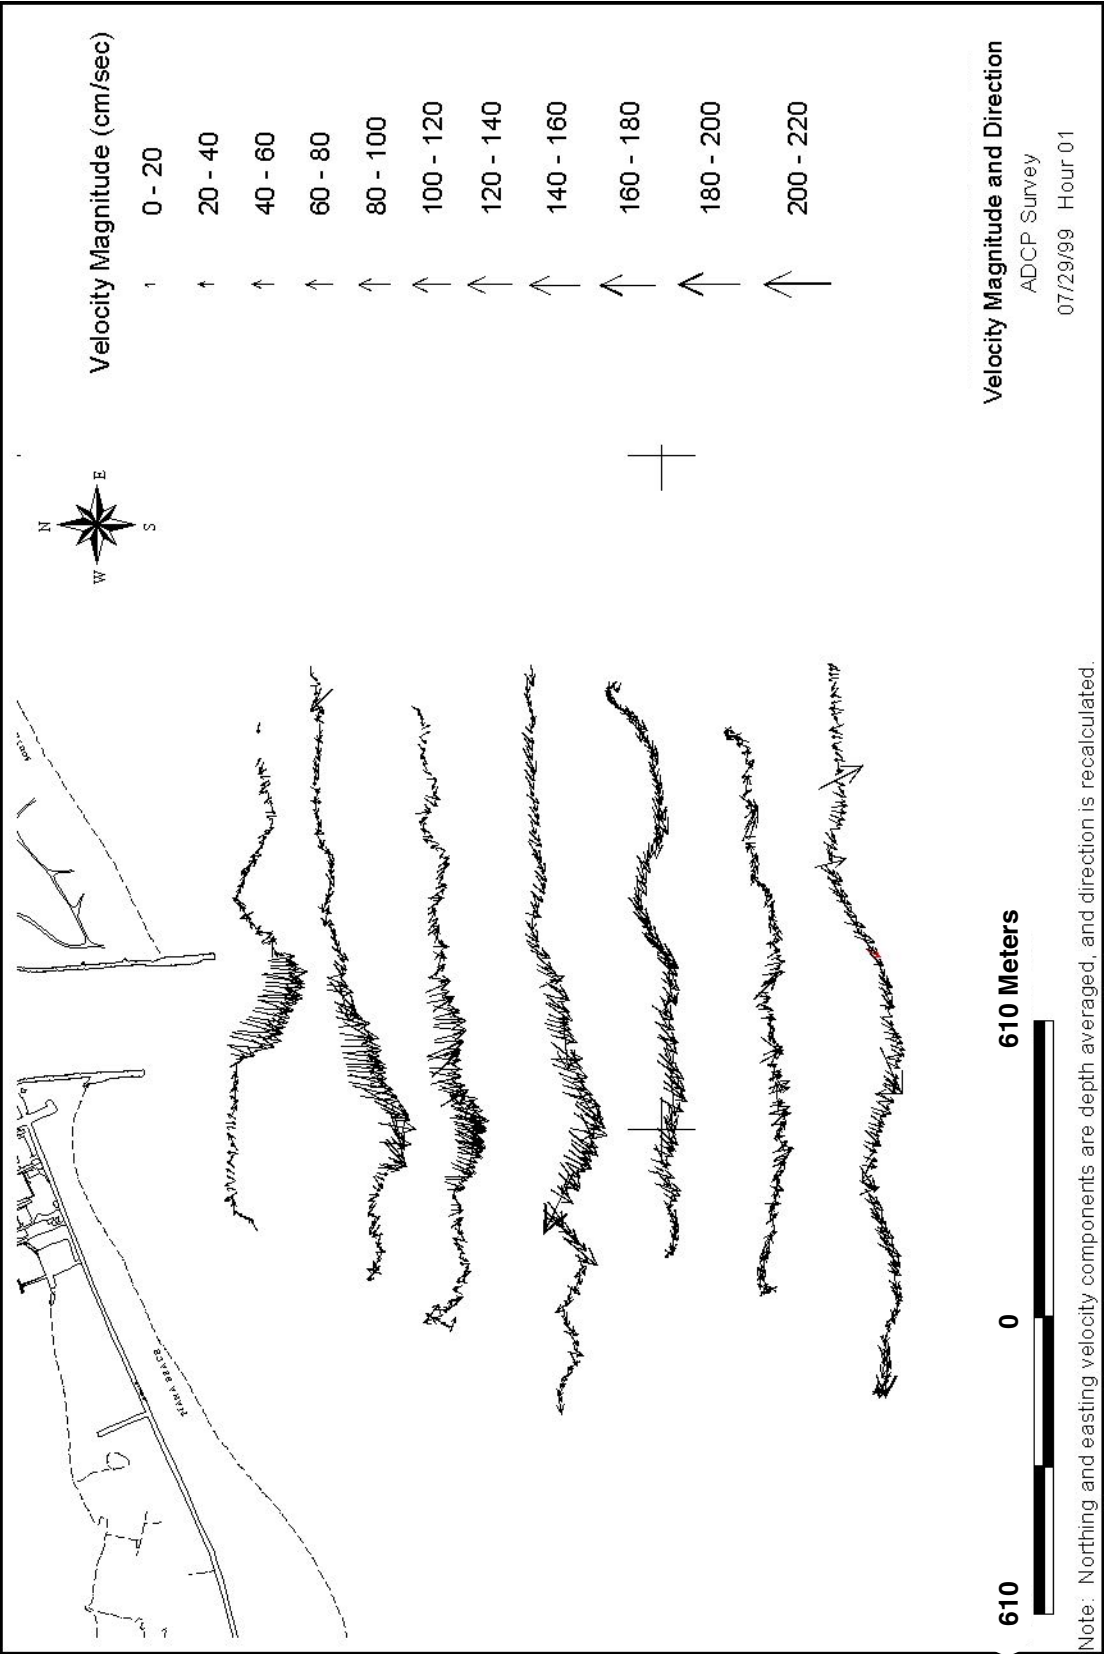 Velocity Magnitude (cm/sec)
0 - 20
20 - 40
40 - 60
60 - 80
80 - 100
100 - 120
120 - 140
140 - 160
160 - 180
180 - 200
200 - 220
N
W
E
S
TIANA BEACH
610
0
610 Meters
Velocity Magnitude and Direction
ADCP Survey
07/29/99 Hour 01
Note: Northing and easting velocity components are depth averaged, and direction is recalculated.